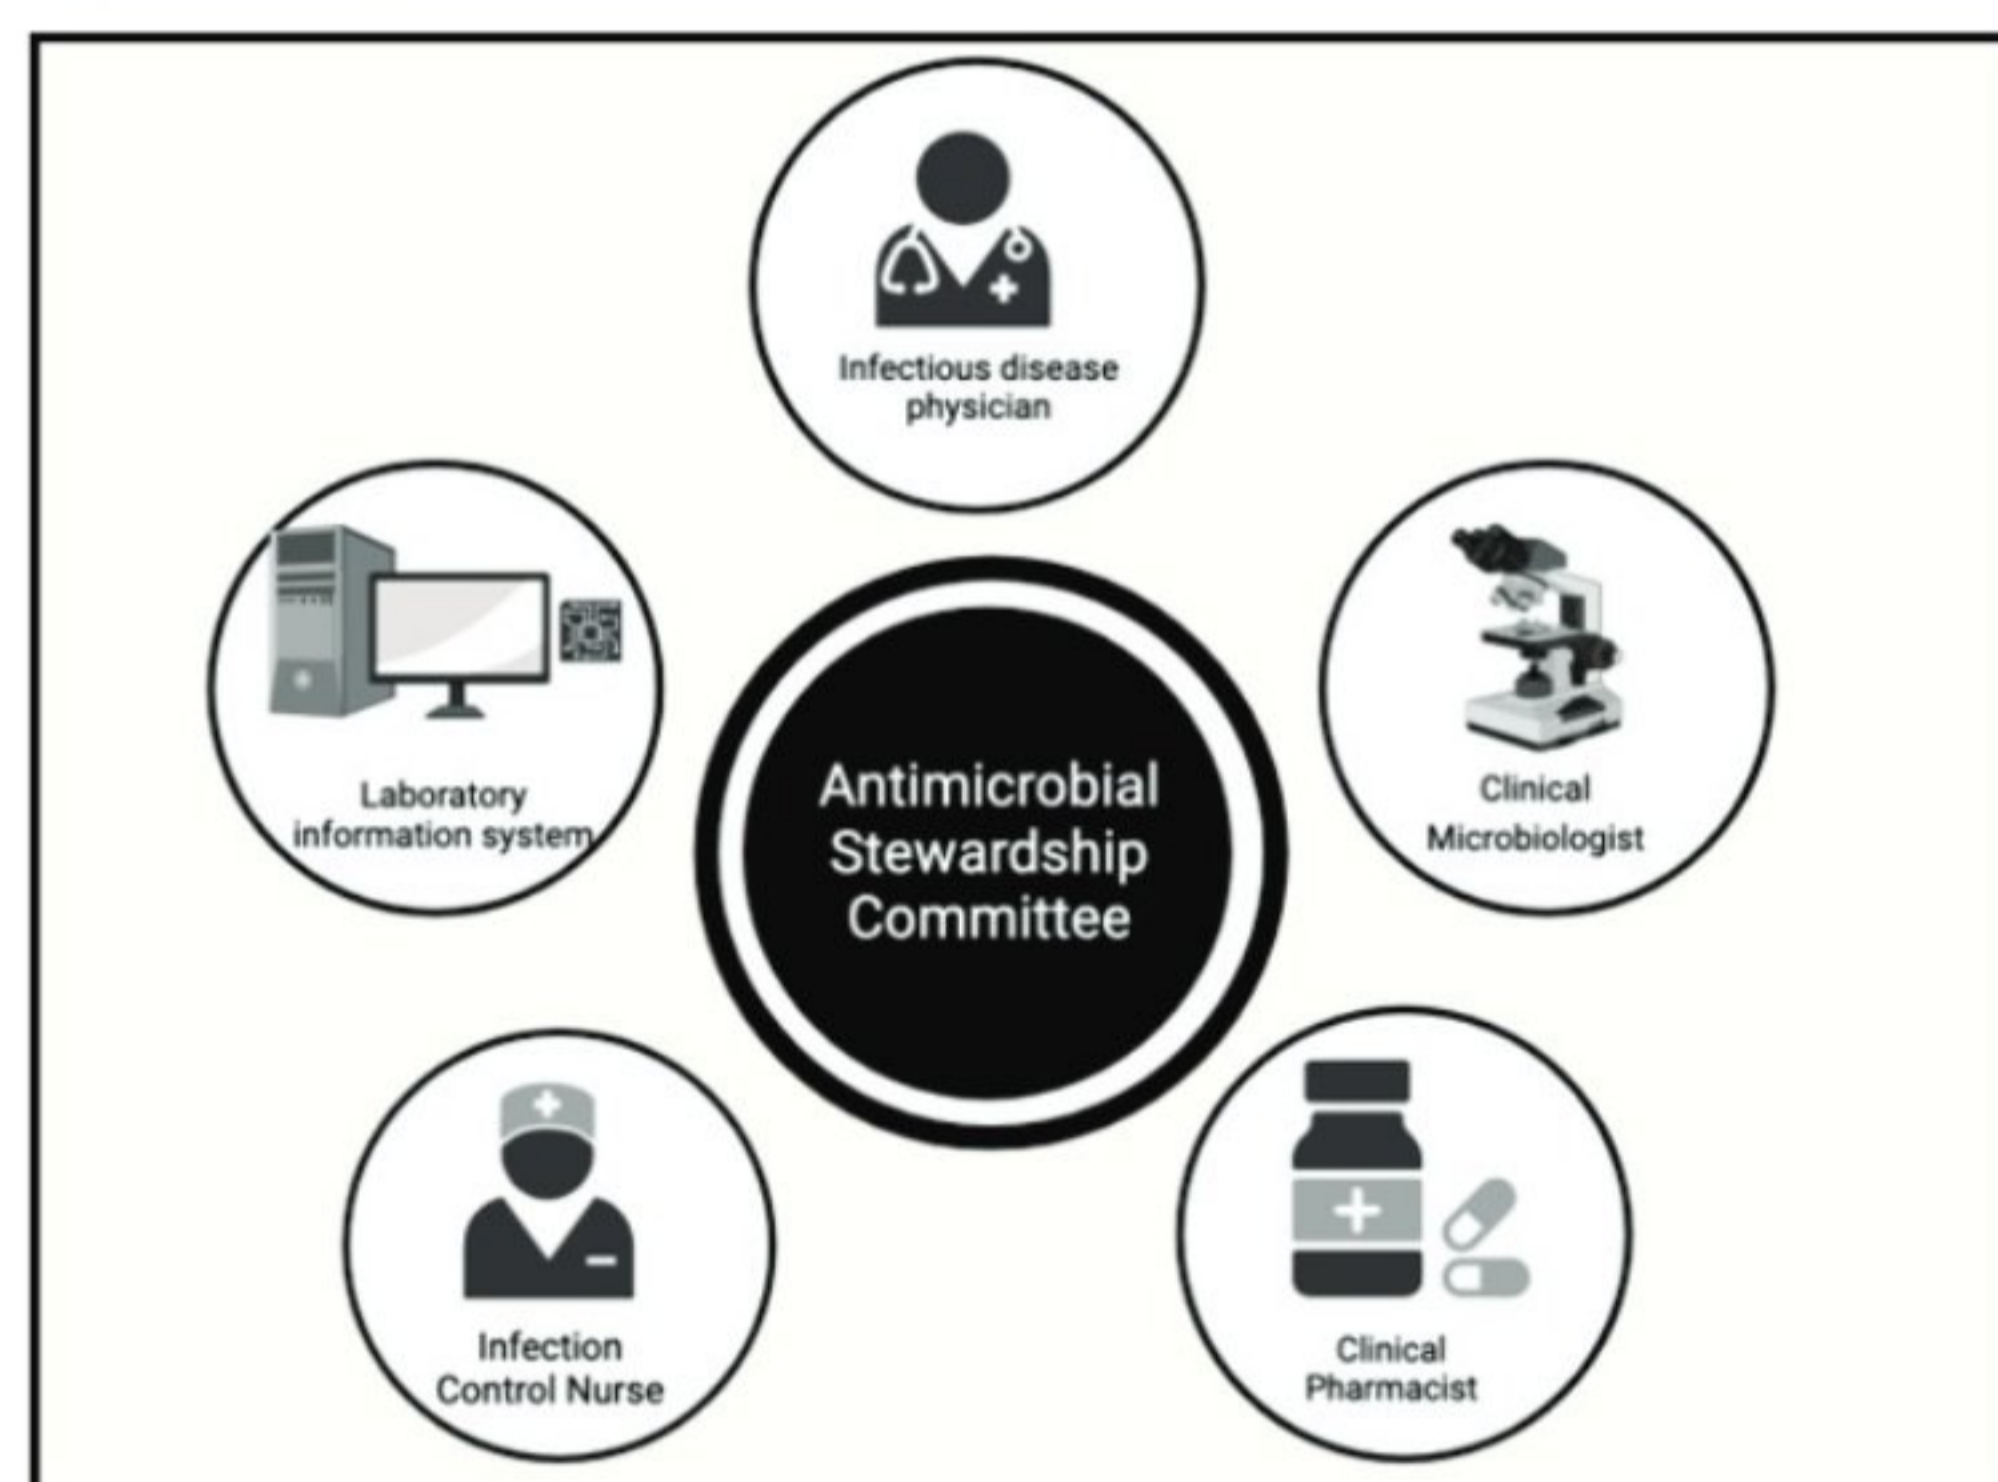 Infectious disease
physician
Laboratory
information system
Clinical
Microbiologist
Antimicrobial
Stewardship
Committee
Infection
Control Nurse
Clinical
Pharmacist